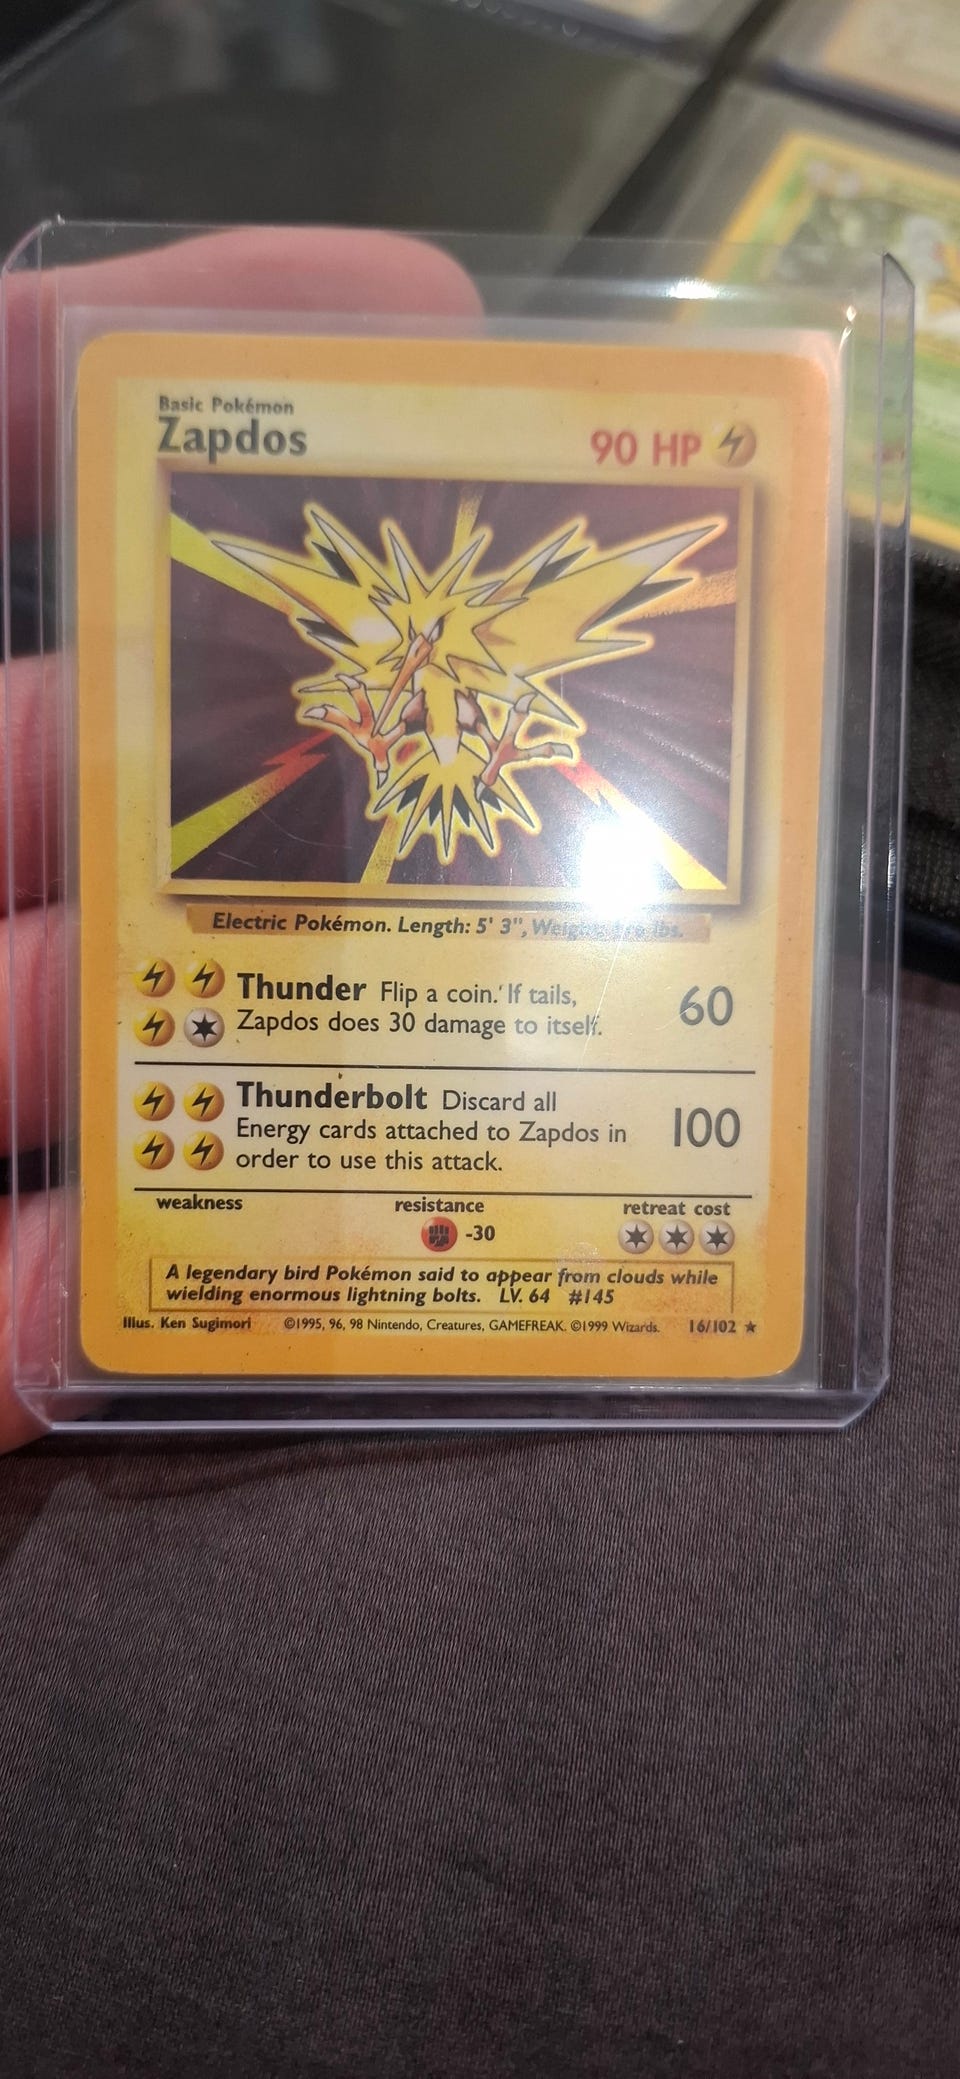 Basic Pokémon
Zapdos
90 HP
Electric Pokémon. Length: 5' 3", Weight: lbs.
Thunder Flip a coin. If tails,
Zapdos does 30 damage to itself.
60
Thunderbolt Discard all
Energy cards attached to Zapdos in
order to use this attack.
100
weakness resistance retreat cost
-30
A legendary bird Pokémon said to appear from clouds while
wielding enormous lightning bolts. LV. 64 #145
Illus. Ken Sugimori ©1995, 96, 98 Nintendo, Creatures, GAMEFREAK. ©1999 Wizards. 16/102 ★